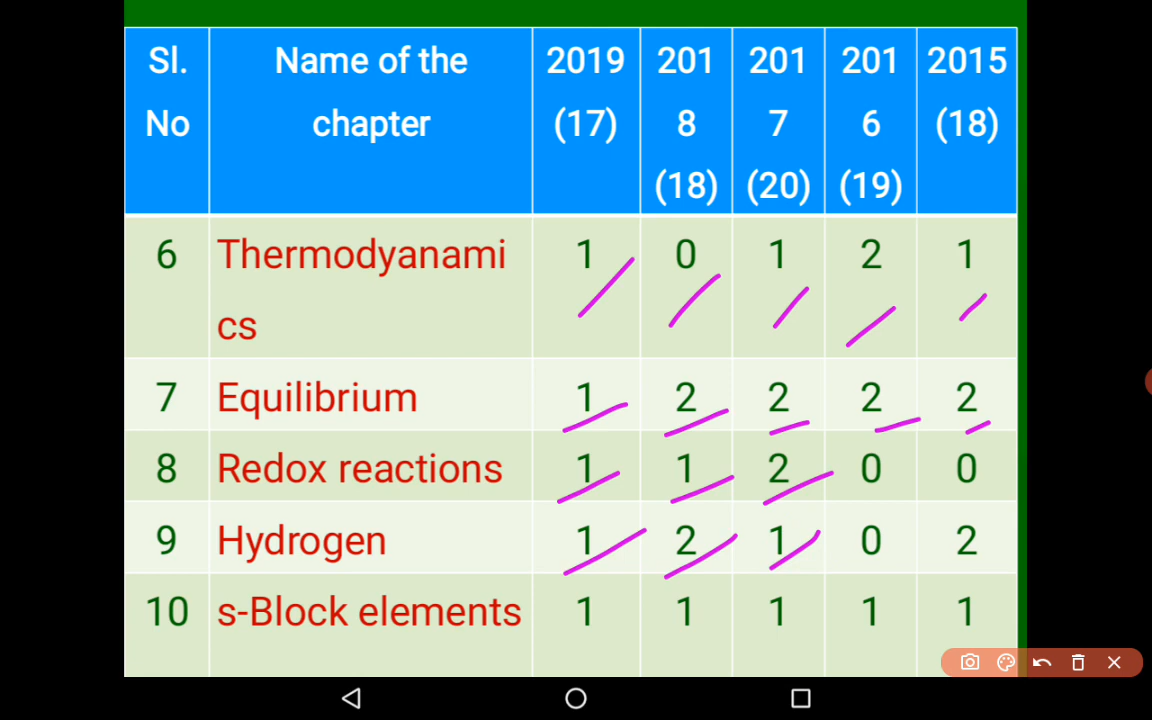 Sl. Name of the 2019 201 201 201 2015
No chapter (17) 8 7 6 (18)
(18) (20) (19)
6 Thermodyanami 1 0 1 2 1
cs
7 Equilibrium 1 2 2 2 2
8 Redox reactions 1 1 2 0 0
9 Hydrogen 1 2 1 0 2
10 s-Block elements 1 1 1 1 1